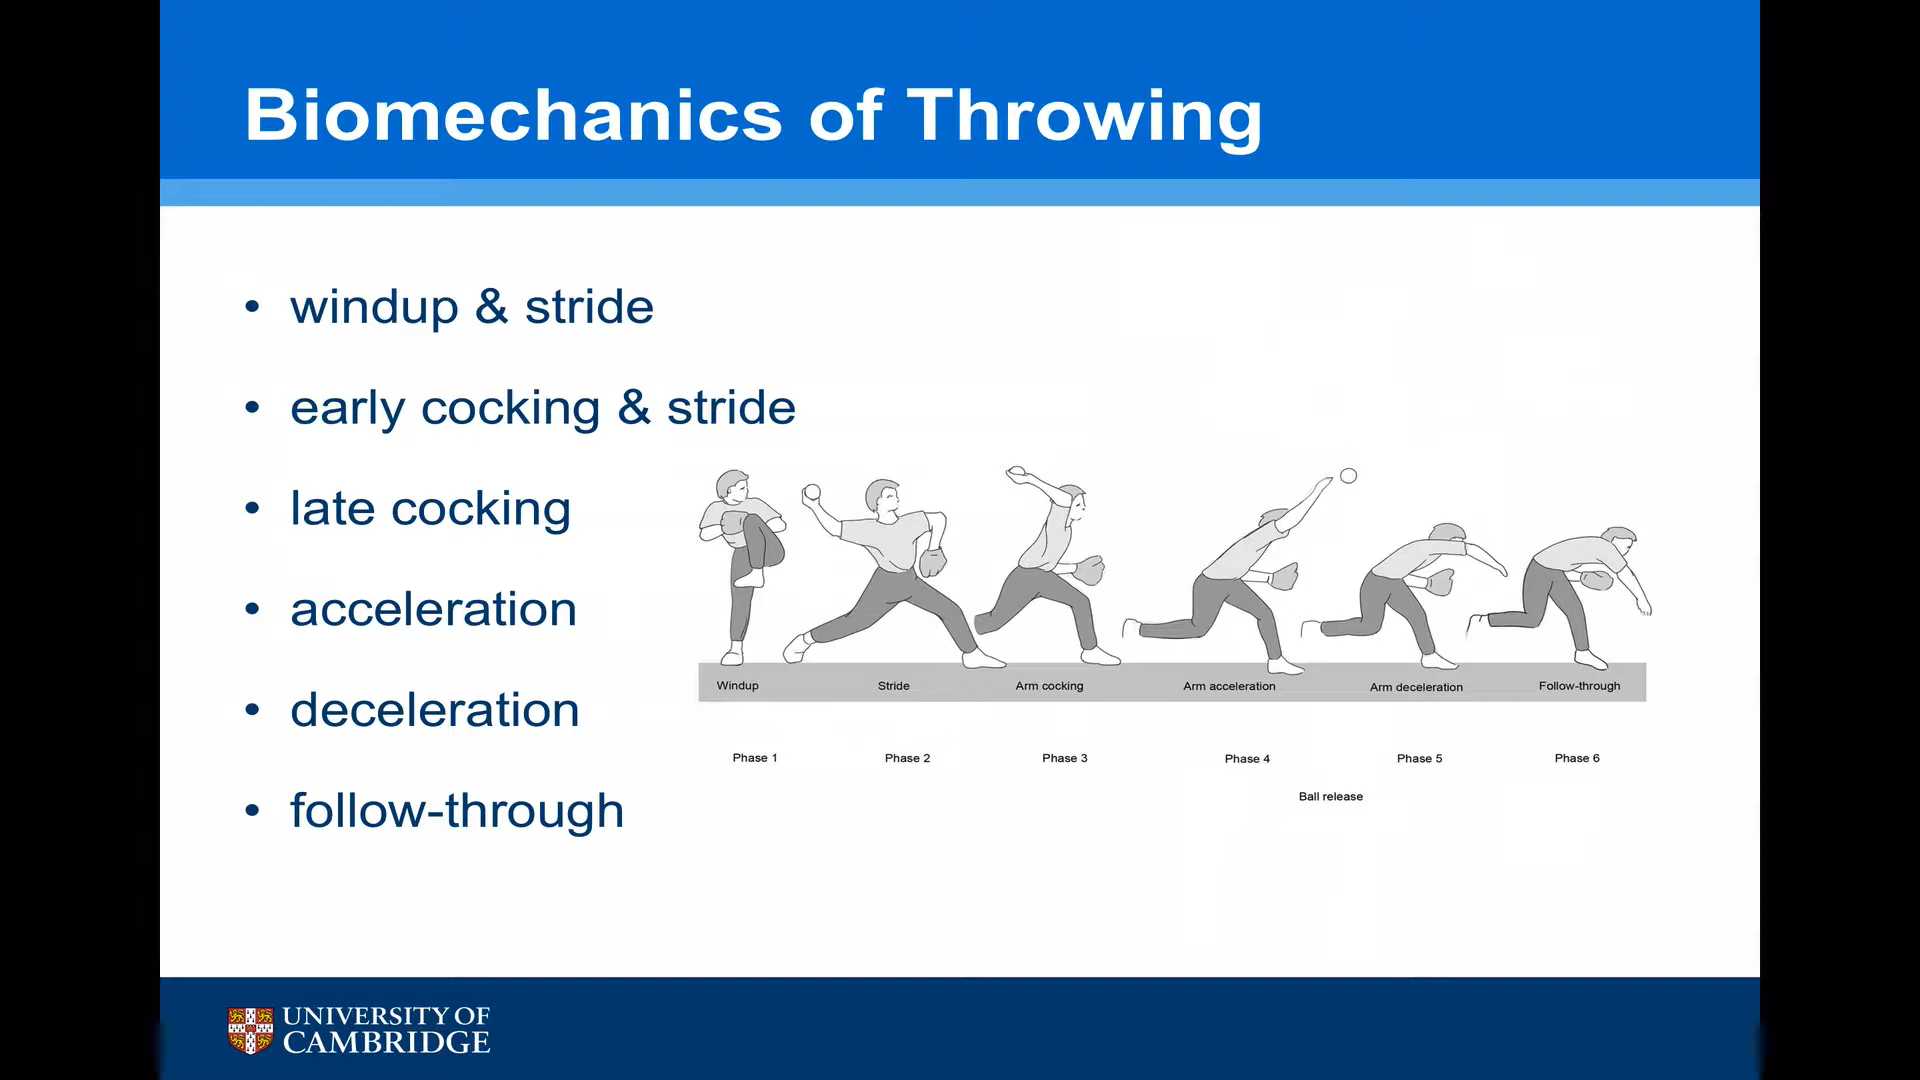 Biomechanics of Throwing
• windup & stride
• early cocking & stride
• late cocking
• acceleration
• deceleration
• follow-through
Windup Stride Arm cocking Arm acceleration Arm deceleration Follow-through
Phase 1 Phase 2 Phase 3 Phase 4 Phase 5 Phase 6
Ball release
UNIVERSITY OF
CAMBRIDGE